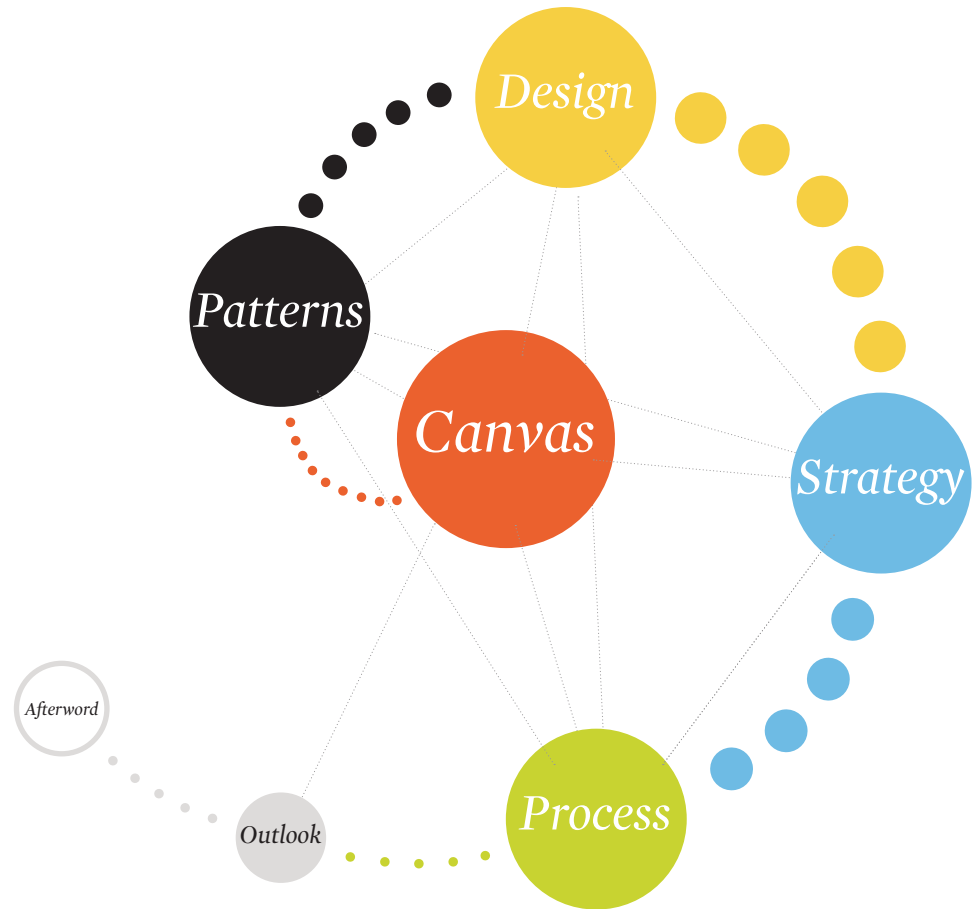 Design
Patterns
Canvas
Strategy
Afterword
Process
Outlook